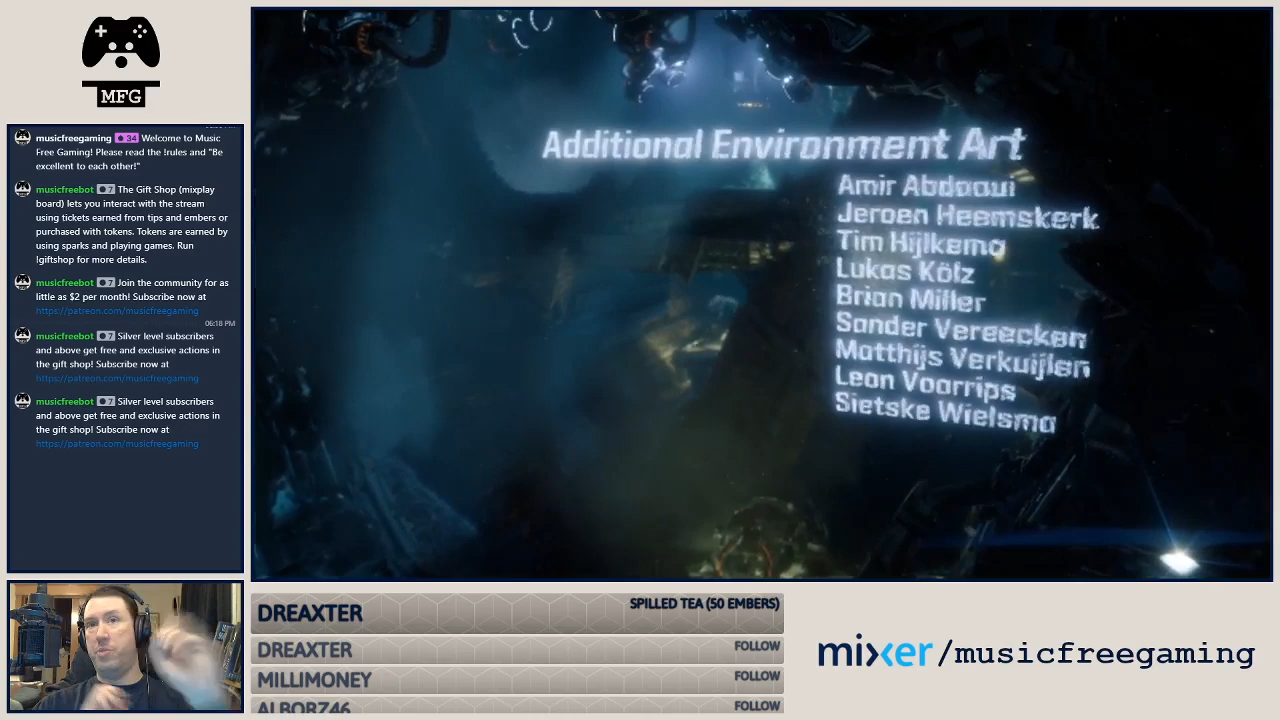 MFG
musicfreegaming 34 Welcome to Music
Free Gaming! Please read the !rules and "Be
excellent to each other!"
musicfreebot 7 The Gift Shop (mixplay
board) lets you interact with the stream
using tickets earned from tips and embers or
purchased with tokens. Tokens are earned by
using sparks and playing games. Run
!giftshop for more details.
musicfreebot 7 Join the community for as
little as $2 per month! Subscribe now at
https://patreon.com/musicfreegaming
06:18 PM
musicfreebot 7 Silver level subscribers
and above get free and exclusive actions in
the gift shop! Subscribe now at
https://patreon.com/musicfreegaming
musicfreebot 7 Silver level subscribers
and above get free and exclusive actions in
the gift shop! Subscribe now at
https://patreon.com/musicfreegaming
Additional Environment Art
Amir Abdaoui
Jeroen Heemskerk
Tim Hijlkema
Lukas Kölz
Brian Miller
Sander Vereecken
Matthijs Verkuijlen
Leon Voarrips
Sietske Wielsma
DREAXTER SPILLED TEA (50 EMBERS)
DREAXTER FOLLOW
MILLIMONEY FOLLOW
ALBORZ46 FOLLOW
mixer/musicfreegaming